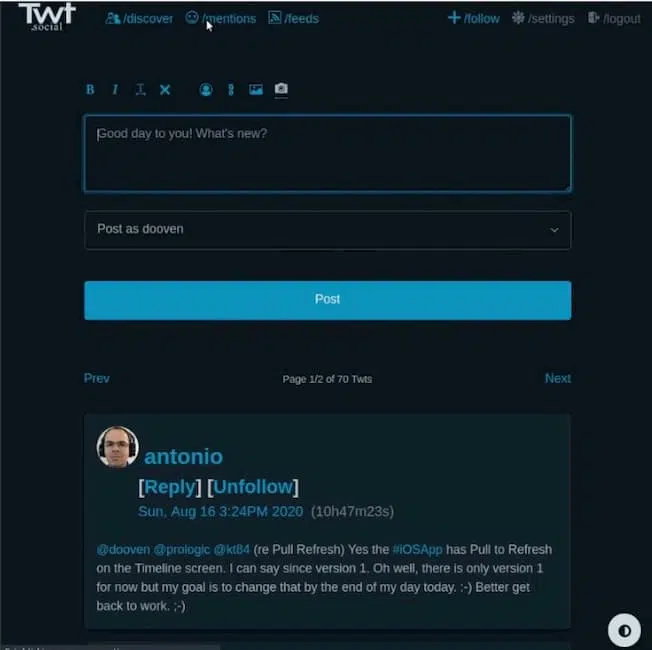 Twt
.social
/discover /mentions /feeds
/follow /settings /logout
B I T X
Good day to you! What's new?
Post as dooven
Post
Prev Page 1/2 of 70 Twts Next
antonio
[Reply] [Unfollow]
Sun, Aug 16 3:24PM 2020 (10h47m23s)
@dooven @prologic @kt84 (re Pull Refresh) Yes the #iOSApp has Pull to Refresh
on the Timeline screen. I can say since version 1. Oh well, there is only version 1
for now but my goal is to change that by the end of my day today. :-) Better get
back to work. ;-)